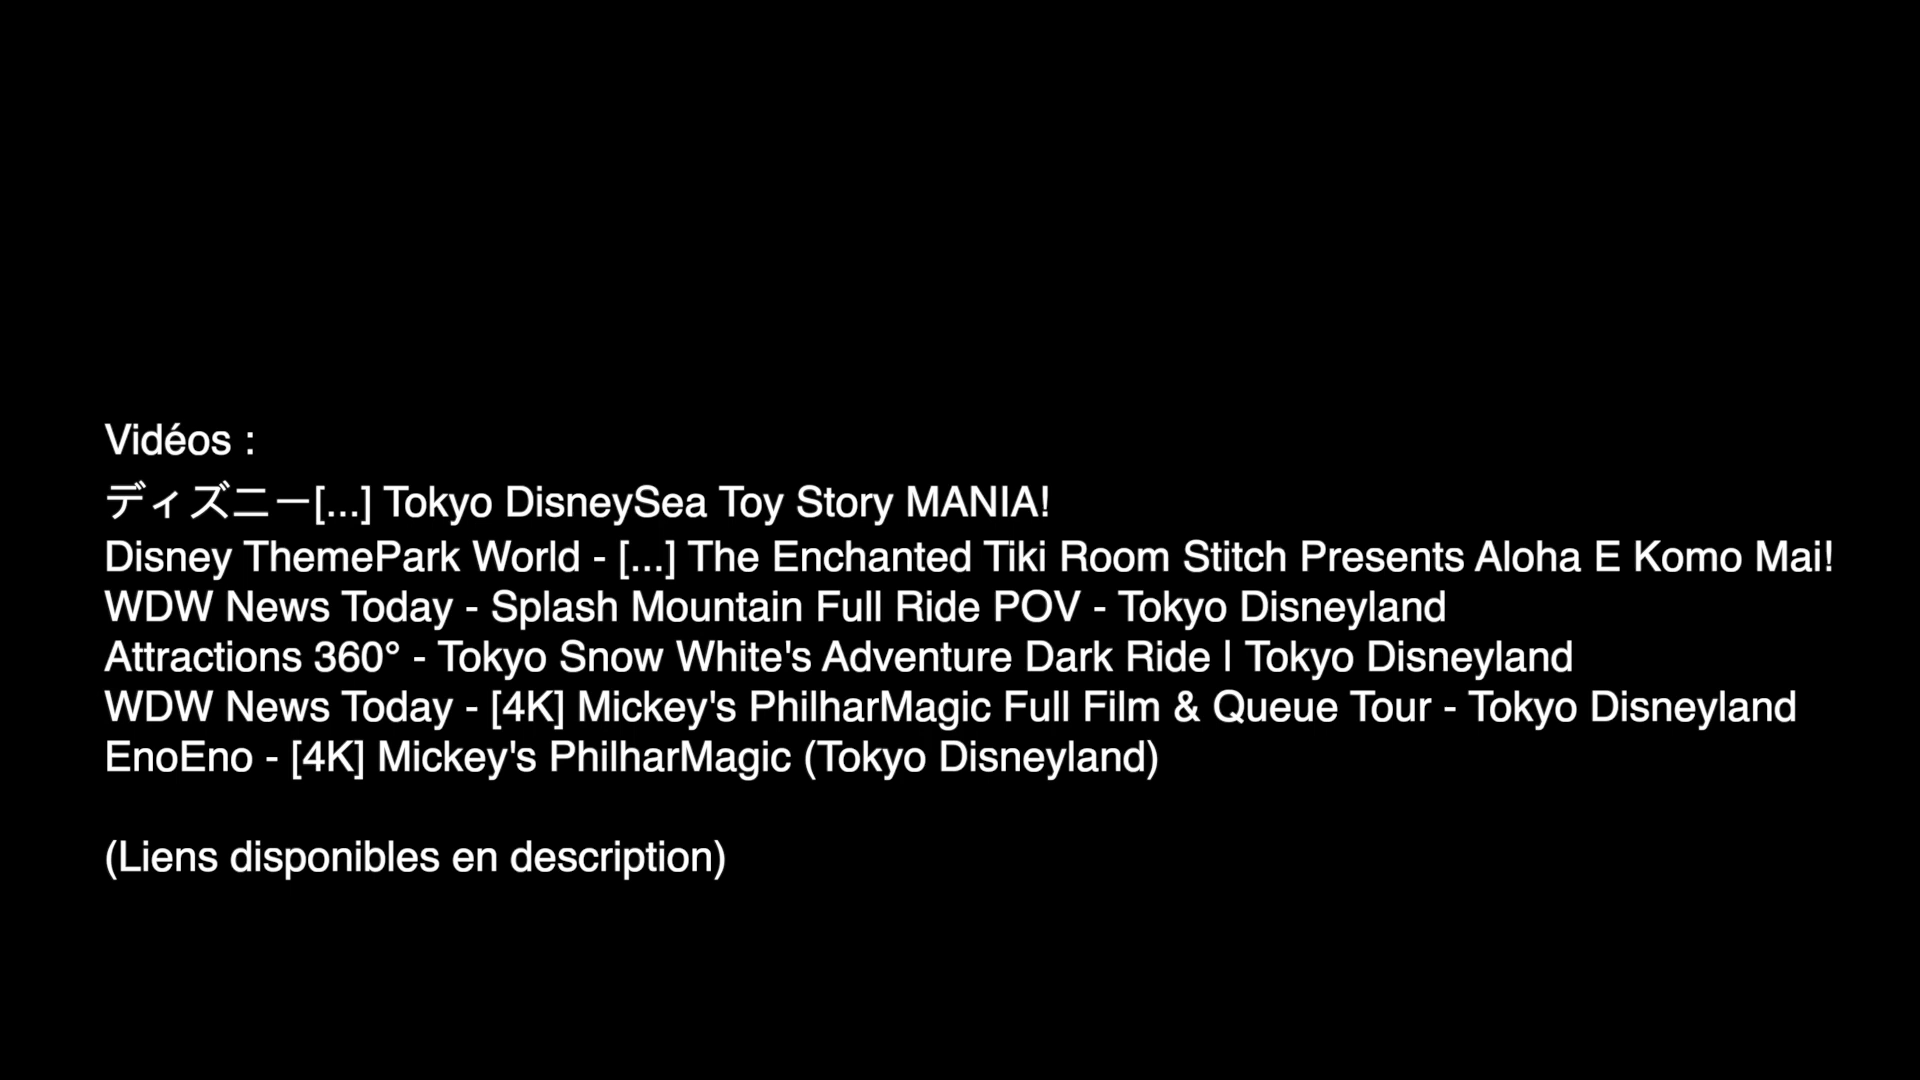 Vidéos :
ディズニー[...] Tokyo DisneySea Toy Story MANIA!
Disney ThemePark World - [...] The Enchanted Tiki Room Stitch Presents Aloha E Komo Mai!
WDW News Today - Splash Mountain Full Ride POV - Tokyo Disneyland
Attractions 360° - Tokyo Snow White's Adventure Dark Ride | Tokyo Disneyland
WDW News Today - [4K] Mickey's PhilharMagic Full Film & Queue Tour - Tokyo Disneyland
EnoEno - [4K] Mickey's PhilharMagic (Tokyo Disneyland)
(Liens disponibles en description)